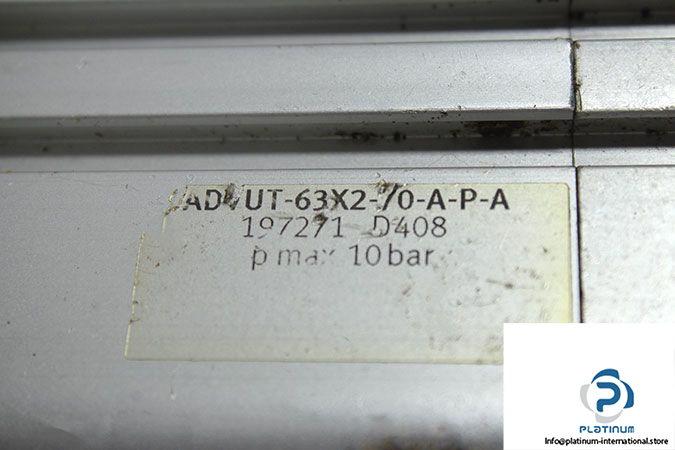 ADVUT-63X2-70-A-P-A
197271 D408
p max 10bar
PLATINUM
Info@platinum-international.store